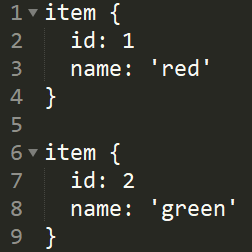 1 item {
2   id: 1
3   name: 'red'
4 }
5
6 item {
7   id: 2
8   name: 'green'
9 }